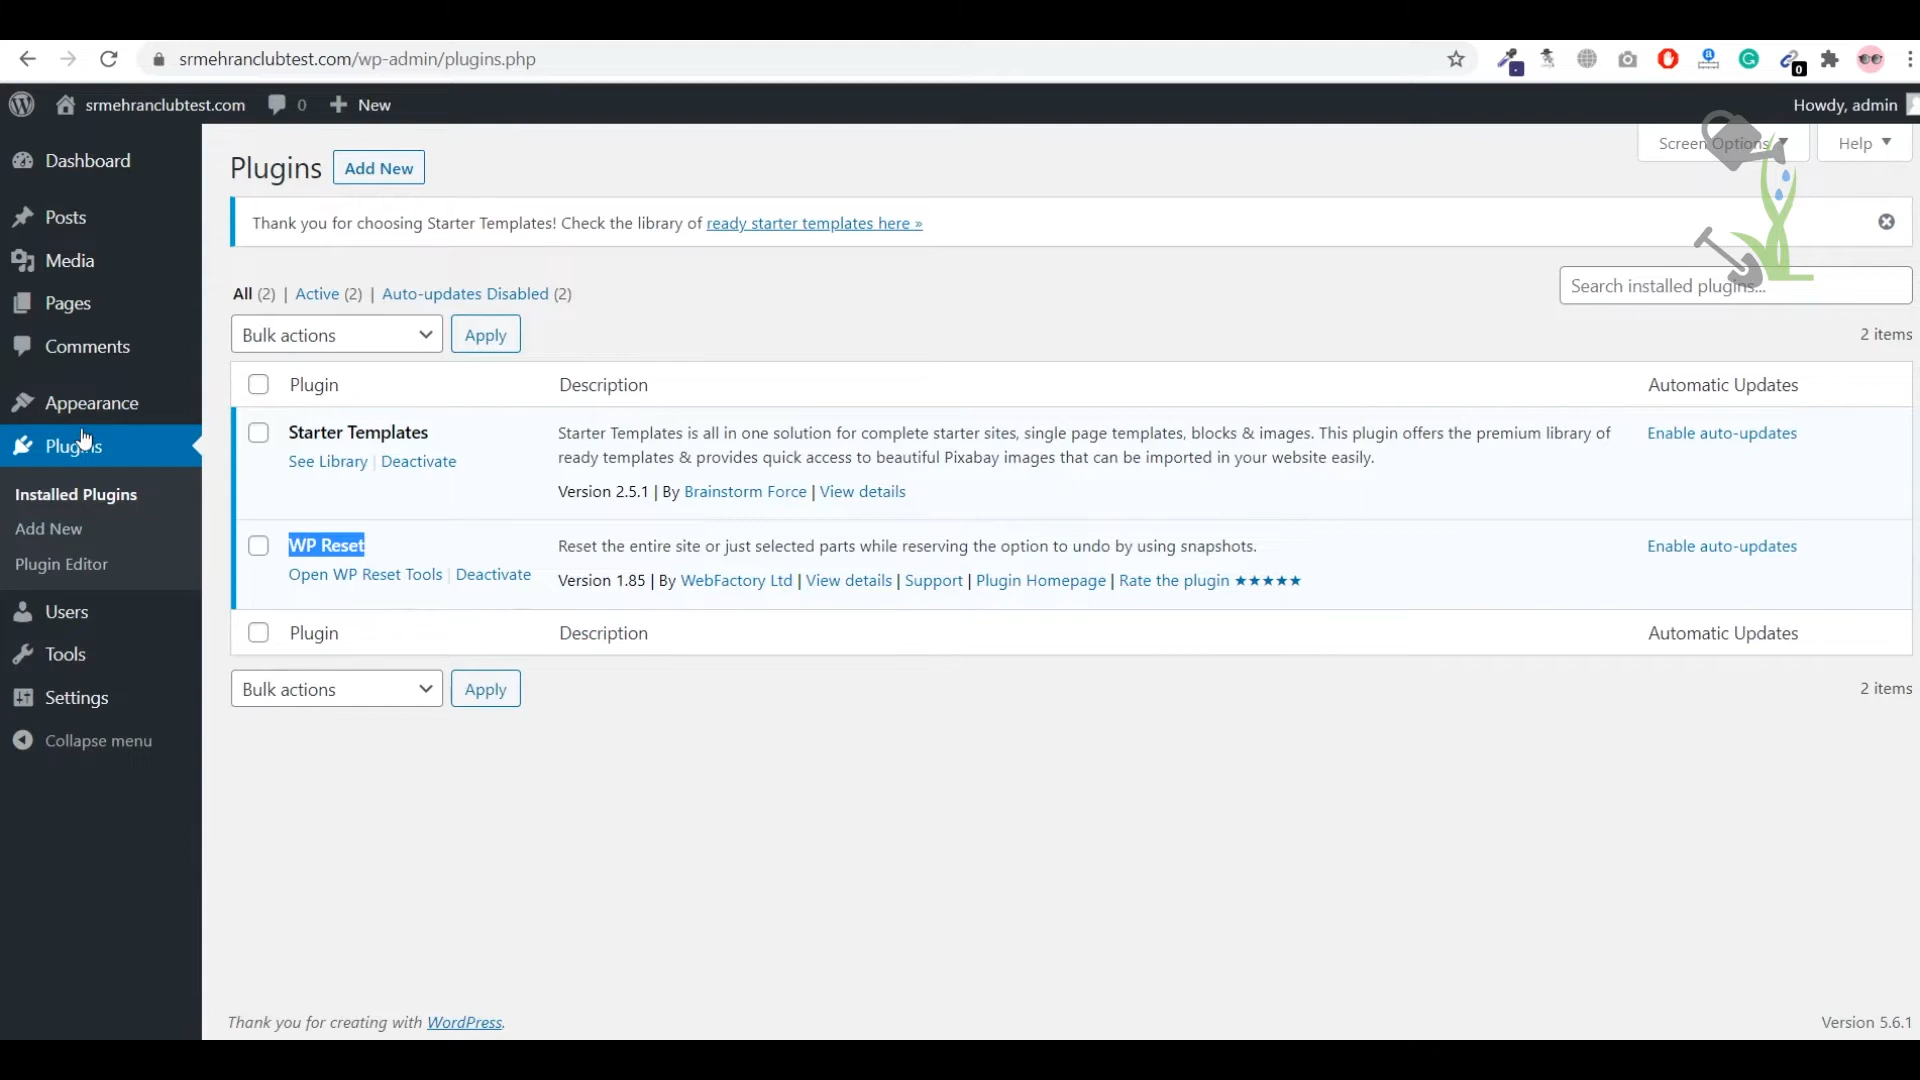 srmehranclubtest.com/wp-admin/plugins.php
0
srmehranclubtest.com 0 New
Howdy, admin
Dashboard
Posts
Media
Pages
Comments
Appearance
Plugins
Installed Plugins
Add New
Plugin Editor
Users
Tools
Settings
Collapse menu
Screen Options
Help
Plugins Add New
Thank you for choosing Starter Templates! Check the library of ready starter templates here »
Search installed plugins...
All (2) | Active (2) | Auto-updates Disabled (2)
Bulk actions Apply
2 items
Plugin Description Automatic Updates
Starter Templates
See Library | Deactivate
Starter Templates is all in one solution for complete starter sites, single page templates, blocks & images. This plugin offers the premium library of
ready templates & provides quick access to beautiful Pixabay images that can be imported in your website easily.
Version 2.5.1 | By Brainstorm Force | View details
Enable auto-updates
WP Reset
Open WP Reset Tools | Deactivate
Reset the entire site or just selected parts while reserving the option to undo by using snapshots.
Version 1.85 | By WebFactory Ltd | View details | Support | Plugin Homepage | Rate the plugin ★★★★★
Enable auto-updates
Plugin Description Automatic Updates
Bulk actions Apply
2 items
Thank you for creating with WordPress.
Version 5.6.1